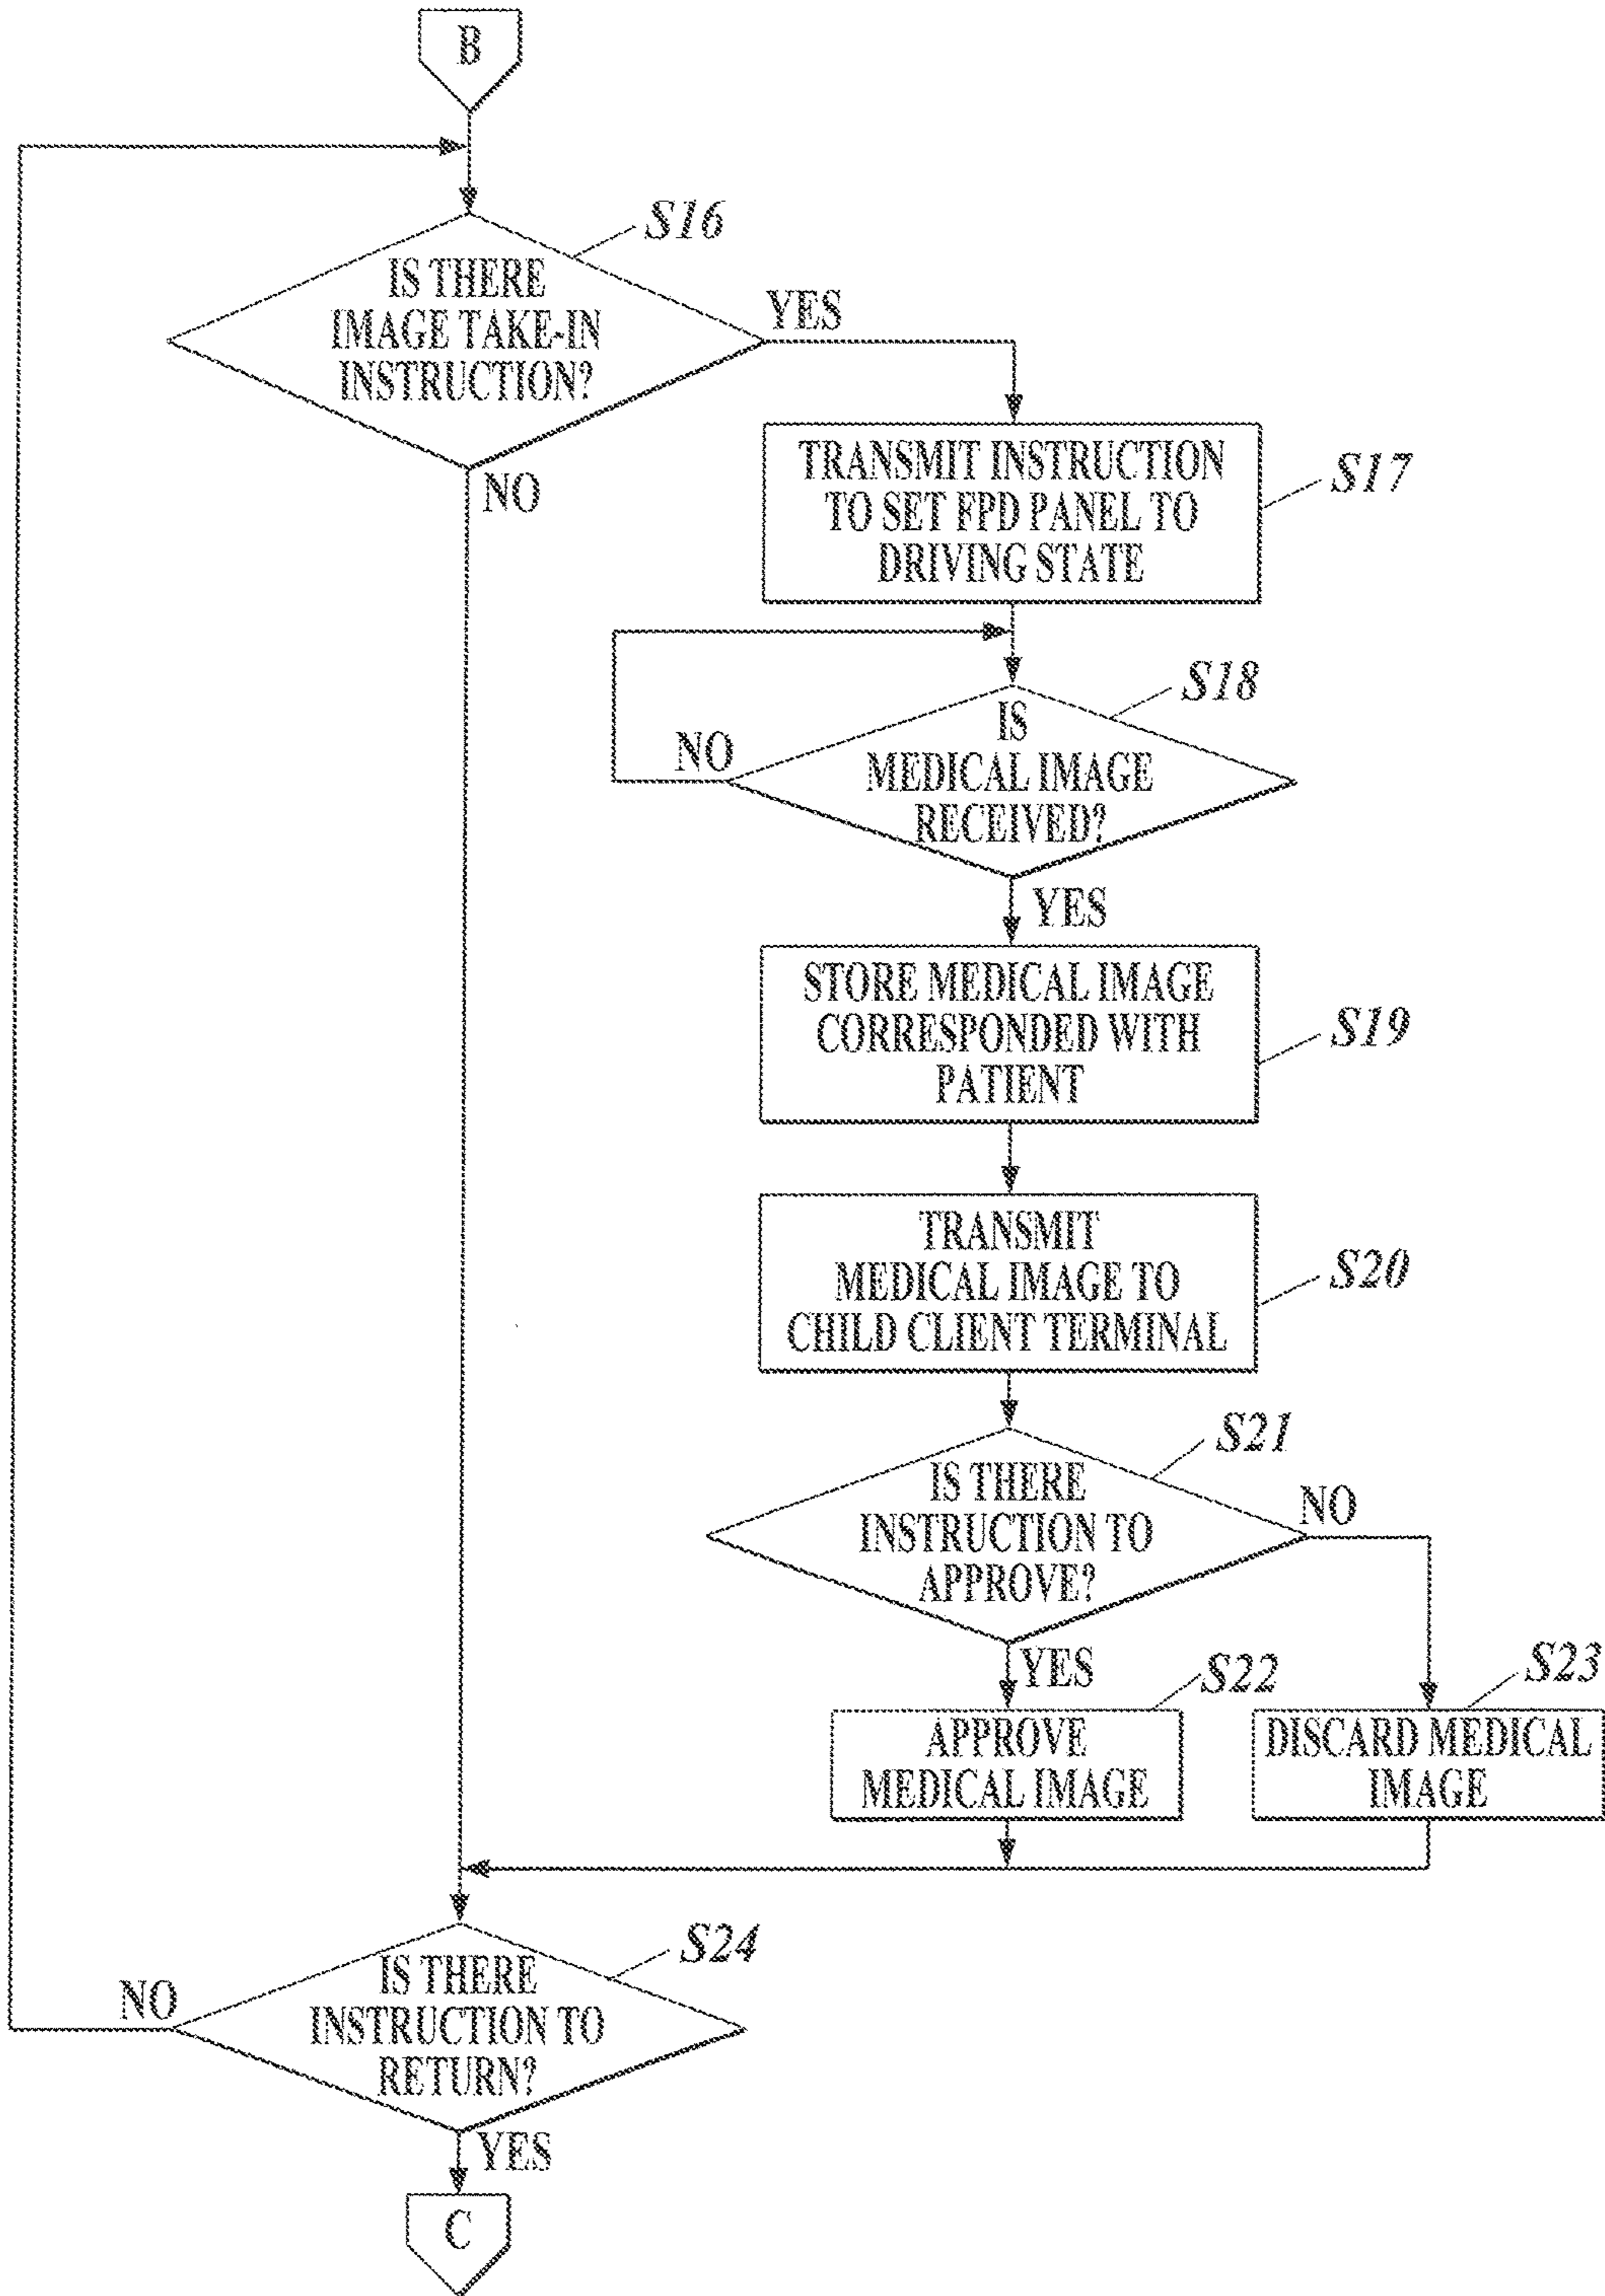 B
S16
IS THERE
IMAGE TAKE-IN
INSTRUCTION?
YES
NO
TRANSMIT INSTRUCTION
TO SET FPD PANEL TO
DRIVING STATE
S17
S18
IS
MEDICAL IMAGE
RECEIVED?
NO
YES
STORE MEDICAL IMAGE
CORRESPONDED WITH
PATIENT
S19
TRANSMIT
MEDICAL IMAGE TO
CHILD CLIENT TERMINAL
S20
S21
IS THERE
INSTRUCTION TO
APPROVE?
NO
YES
S22
APPROVE
MEDICAL IMAGE
S23
DISCARD MEDICAL
IMAGE
S24
IS THERE
INSTRUCTION TO
RETURN?
NO
YES
C